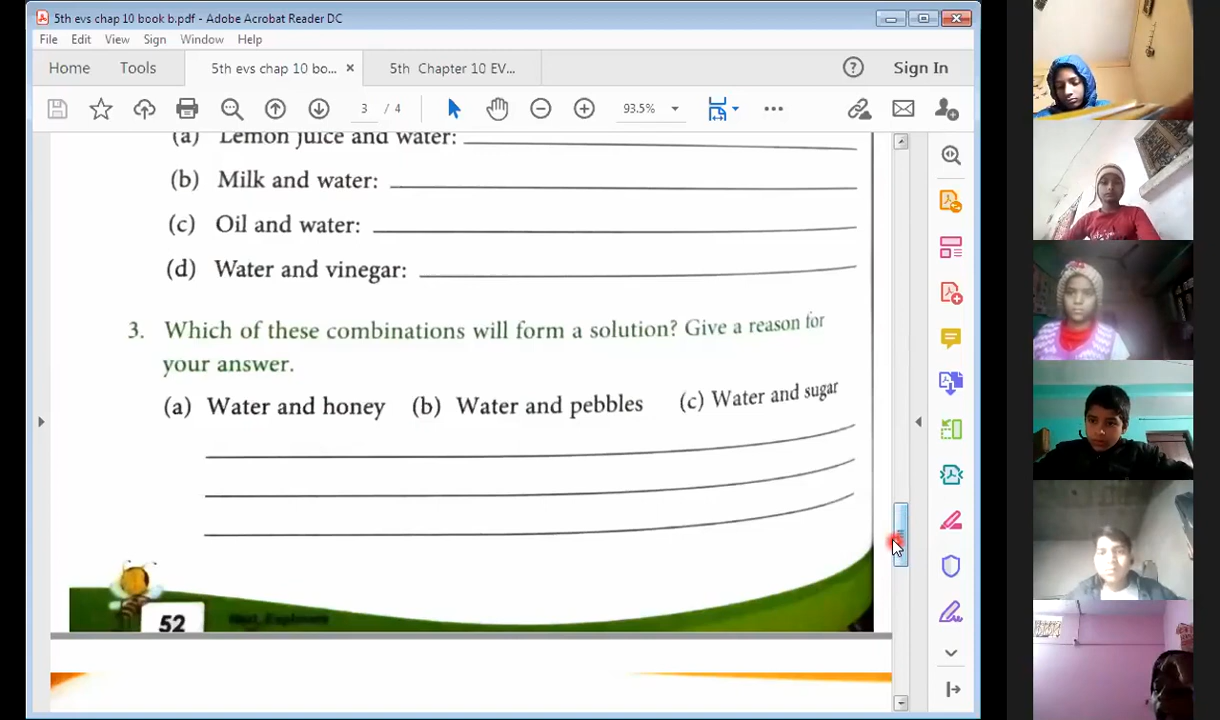 5th evs chap 10 book b.pdf - Adobe Acrobat Reader DC
File Edit View Sign Window Help
Home Tools 5th evs chap 10 bo... × 5th Chapter 10 EV... ? Sign In
3 / 4 93.5%
(a) Lemon juice and water:
(b) Milk and water:
(c) Oil and water:
(d) Water and vinegar:
3. Which of these combinations will form a solution? Give a reason for
your answer.
(a) Water and honey (b) Water and pebbles (c) Water and sugar
52